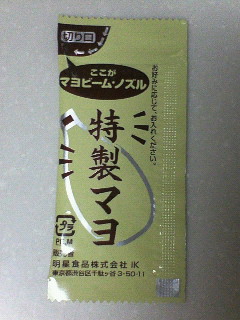 切り口
ここが
マヨビーム・ノズル
お好みに応じて、お入れください。
特製マヨ
プラ
PE,M
販売者
明星食品株式会社 IK
東京都渋谷区千駄ヶ谷 3-50-11